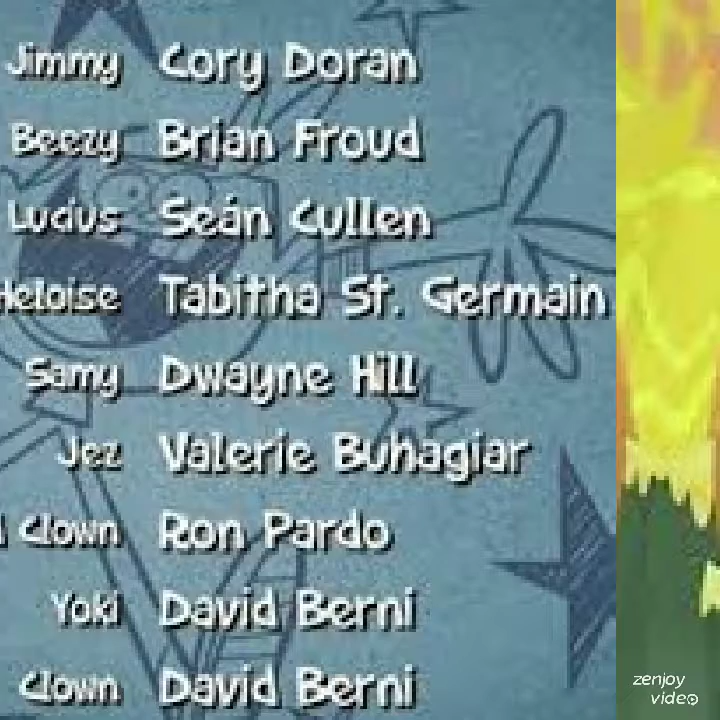 Jimmy Cory Doran
Beezy Brian Froud
Lucius Seán Cullen
Heloise Tabitha St. Germain
Samy Dwayne Hill
Jez Valerie Buhagiar
Clown Ron Pardo
Yoki David Berni
Clown David Berni
zenjoy
video